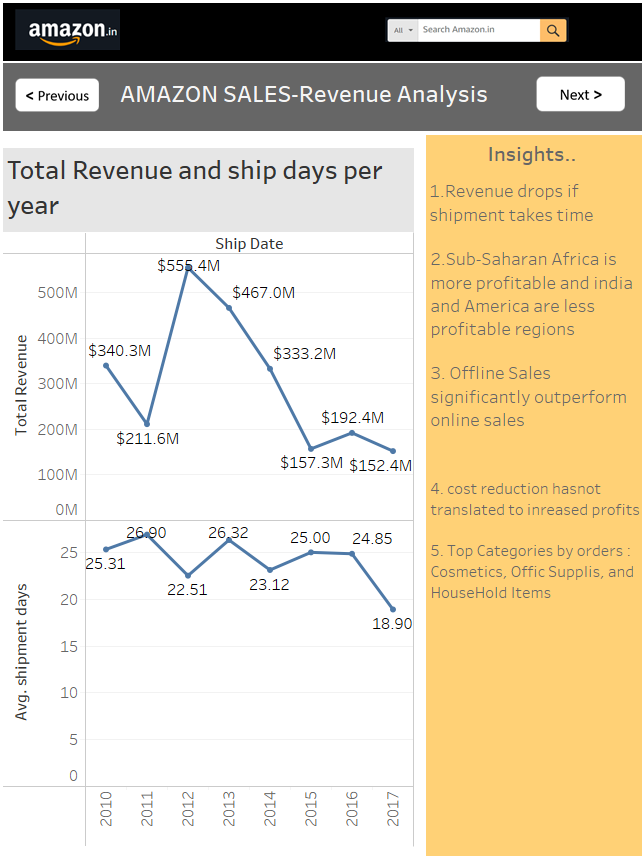 amazon.in
All
Search Amazon.in
< Previous
AMAZON SALES-Revenue Analysis
Next >
Total Revenue and ship days per
year
Ship Date
Total Revenue
500M
400M
300M
200M
100M
0M
$340.3M
$211.6M
$555.4M
$467.0M
$333.2M
$157.3M
$192.4M
$152.4M
Avg. shipment days
25
20
15
10
5
0
25.31
26.90
22.51
26.32
23.12
25.00
24.85
18.90
2010
2011
2012
2013
2014
2015
2016
2017
Insights..
1.Revenue drops if
shipment takes time
2.Sub-Saharan Africa is
more profitable and india
and America are less
profitable regions
3. Offline Sales
significantly outperform
online sales
4. cost reduction hasnot
translated to inreased profits
5. Top Categories by orders :
Cosmetics, Offic Supplis, and
HouseHold Items